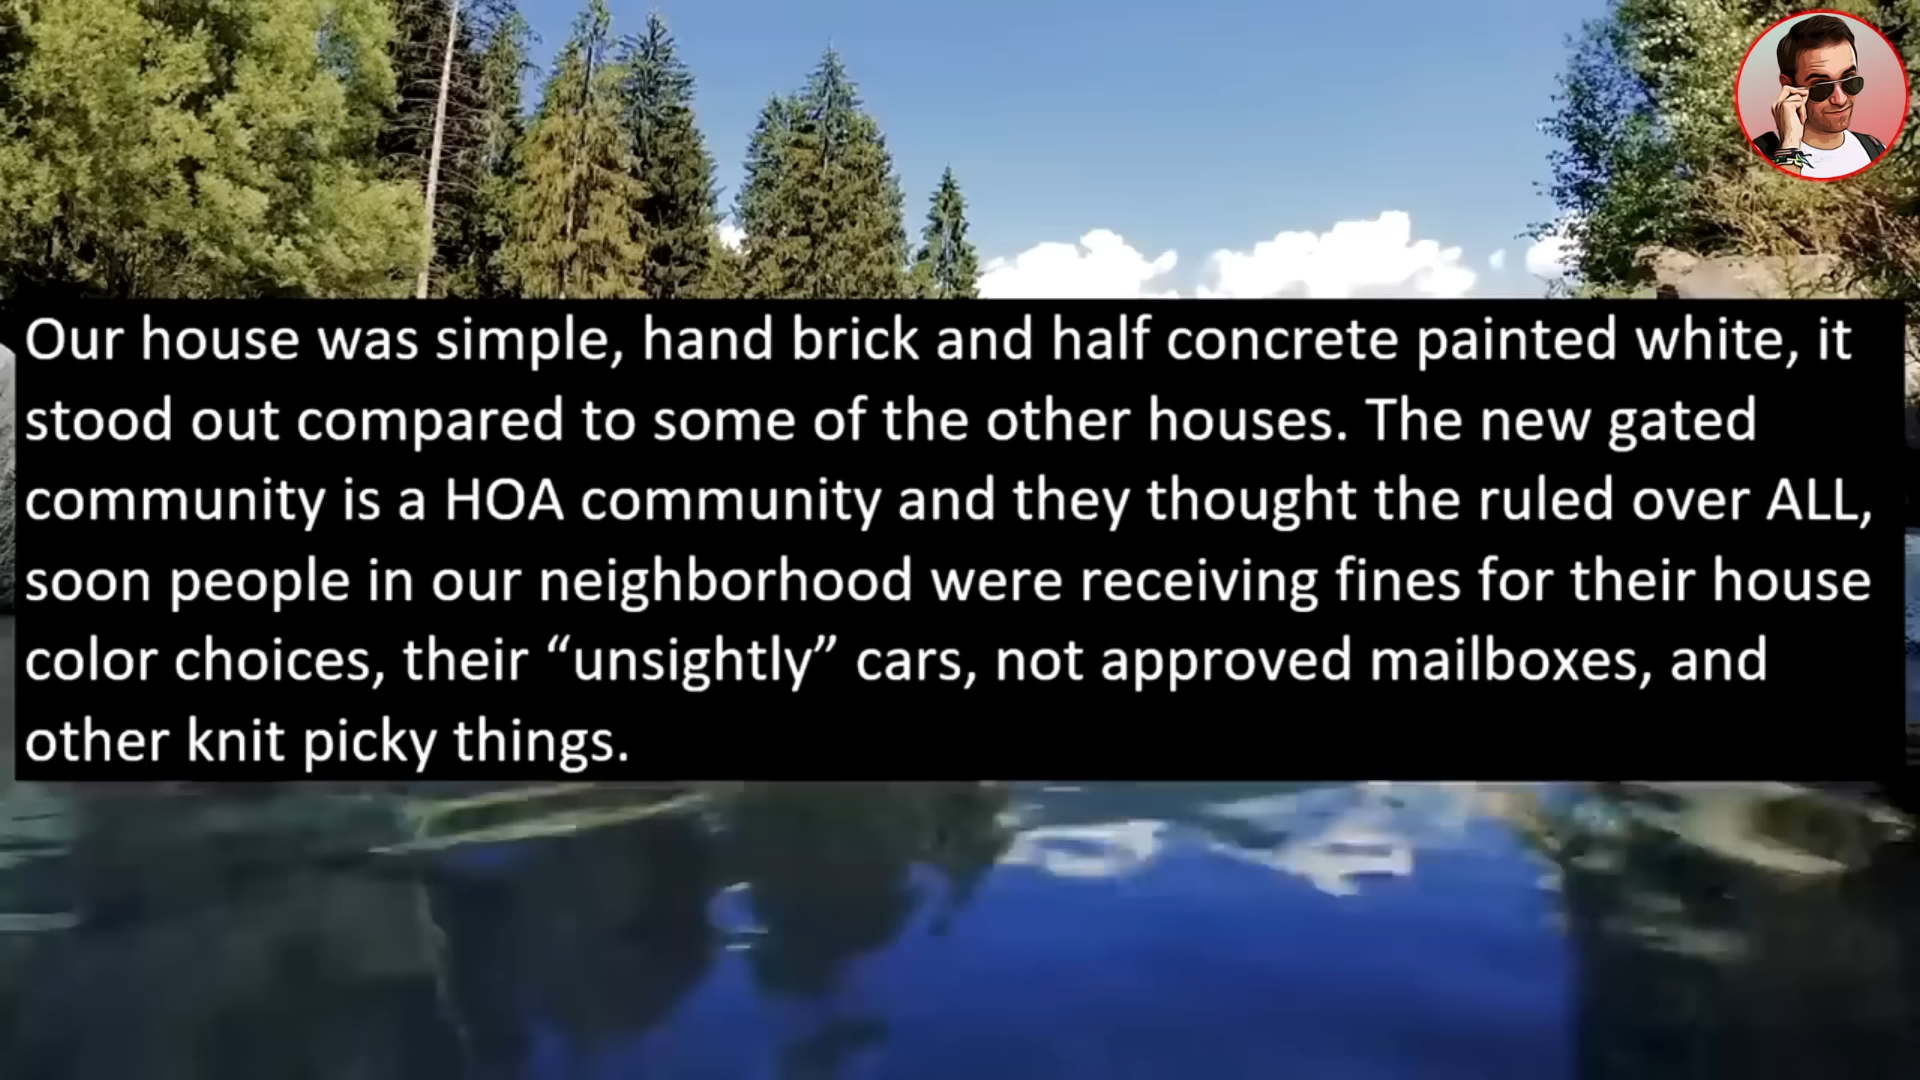 Our house was simple, hand brick and half concrete painted white, it
stood out compared to some of the other houses. The new gated
community is a HOA community and they thought the ruled over ALL,
soon people in our neighborhood were receiving fines for their house
color choices, their “unsightly” cars, not approved mailboxes, and
other knit picky things.